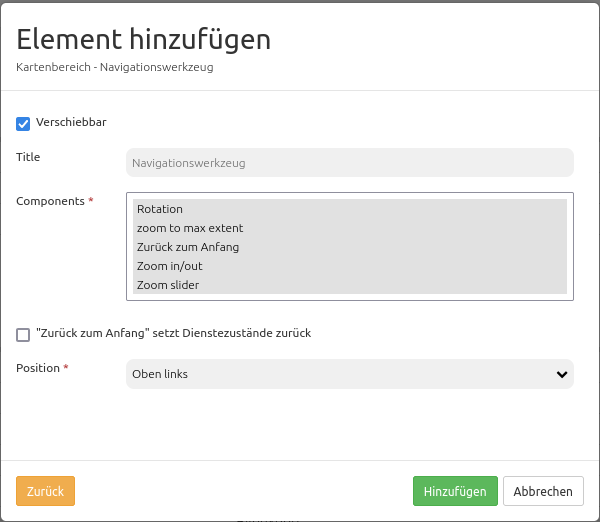 Element hinzufügen
Kartenbereich - Navigationswerkzeug
Verschiebbar
Title
Navigationswerkzeug
Components *
Rotation
zoom to max extent
Zurück zum Anfang
Zoom in/out
Zoom slider
"Zurück zum Anfang" setzt Dienstezustände zurück
Position *
Oben links
Zurück
Hinzufügen
Abbrechen